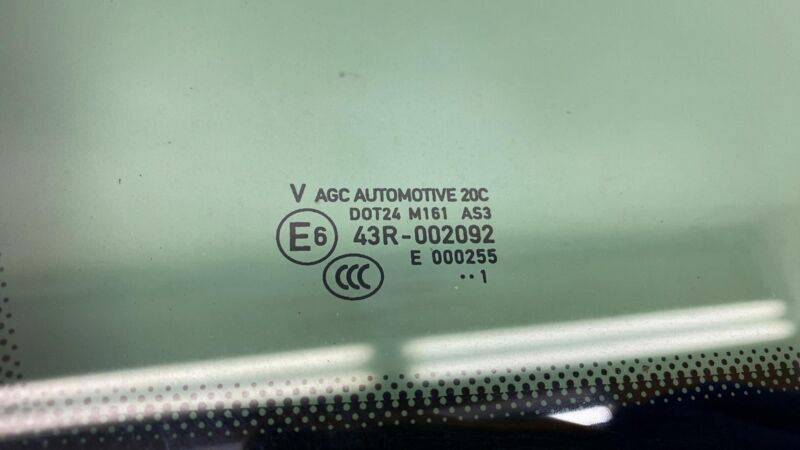 V AGC AUTOMOTIVE 20C
DOT24 M161 AS3
E6 43R-002092
E 000255
CCC ··1